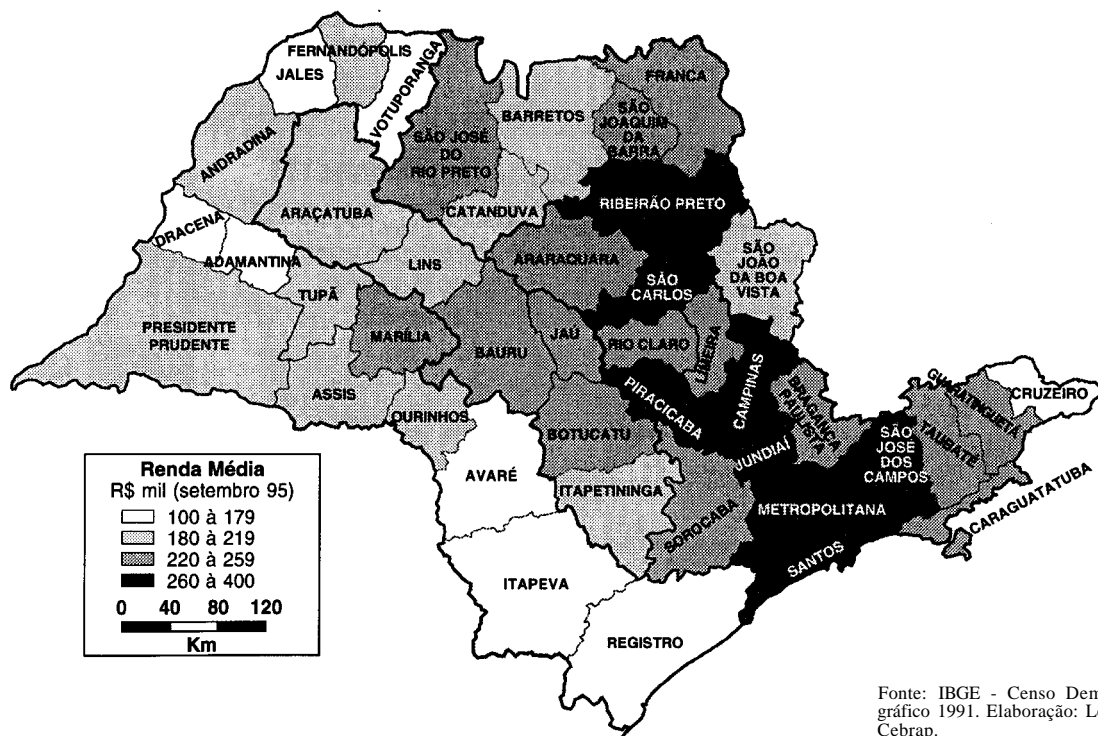 FERNANDÓPOLIS
JALES
VOTUPORANGA
FRANCA
BARRETOS
SÃO
JOAQUIM
DA
BARRA
SÃO JOSÉ
DO
RIO PRETO
ANDRADINA
RIBEIRÃO PRETO
CATANDUVA
ARAÇATUBA
DRACENA
ADAMANTINA
LINS
ARARAQUARA
SÃO
CARLOS
SÃO
JOÃO
DA BOA
VISTA
TUPÃ
PRESIDENTE
PRUDENTE
MARÍLIA
BAURU
JAÚ
RIO CLARO
LIMEIRA
CAMPINAS
PIRACICABA
BRAGANÇA
PAULISTA
GUARATINGUETÁ
CRUZEIRO
ASSIS
OURINHOS
BOTUCATU
JUNDIAÍ
SÃO
JOSÉ
DOS
CAMPOS
TAUBATÉ
CARAGUATATUBA
AVARÉ
ITAPETININGA
SOROCABA
METROPOLITANA
SANTOS
ITAPEVA
REGISTRO
Renda Média
R$ mil (setembro 95)
100 à 179
180 à 219
220 à 259
260 à 400
0 40 80 120
Km
Fonte: IBGE - Censo Dem
gráfico 1991. Elaboração: L
Cebrap.